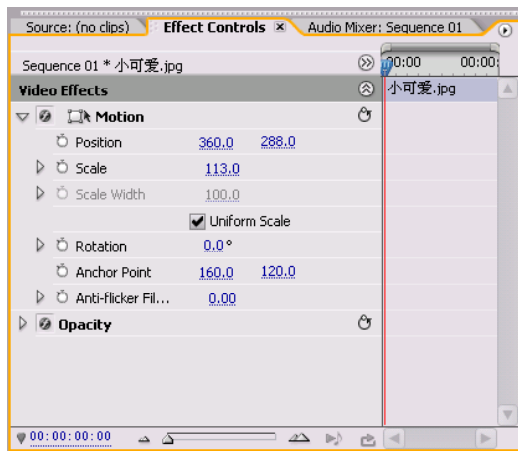 Source: (no clips) Effect Controls Audio Mixer: Sequence 01
Sequence 01 * 小可爱.jpg 00:00 00:00:
Video Effects 小可爱.jpg
Motion
Position 360.0 288.0
Scale 113.0
Scale Width 100.0
Uniform Scale
Rotation 0.0°
Anchor Point 160.0 120.0
Anti-flicker Fil... 0.00
Opacity
00:00:00:00